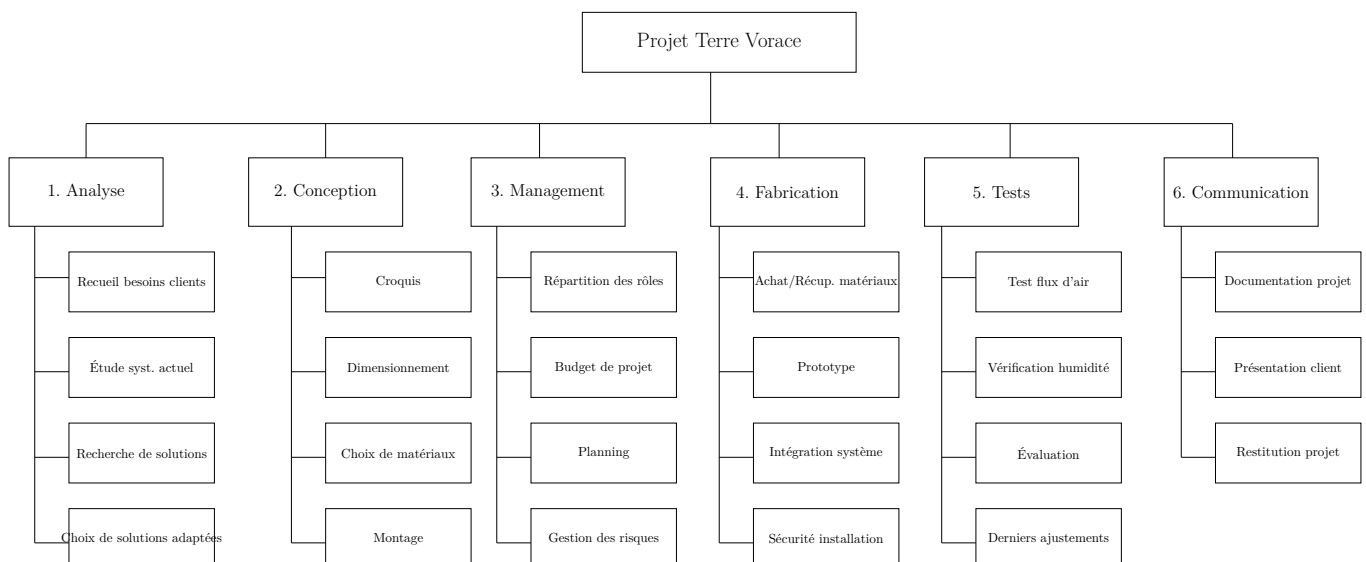 Projet Terre Vorace
1. Analyse
2. Conception
3. Management
4. Fabrication
5. Tests
6. Communication
Recueil besoins clients
Croquis
Répartition des rôles
Achat/Récup. matériaux
Test flux d'air
Documentation projet
Étude syst. actuel
Dimensionnement
Budget de projet
Prototype
Vérification humidité
Présentation client
Recherche de solutions
Choix de matériaux
Planning
Intégration système
Évaluation
Restitution projet
Choix de solutions adaptées
Montage
Gestion des risques
Sécurité installation
Derniers ajustements